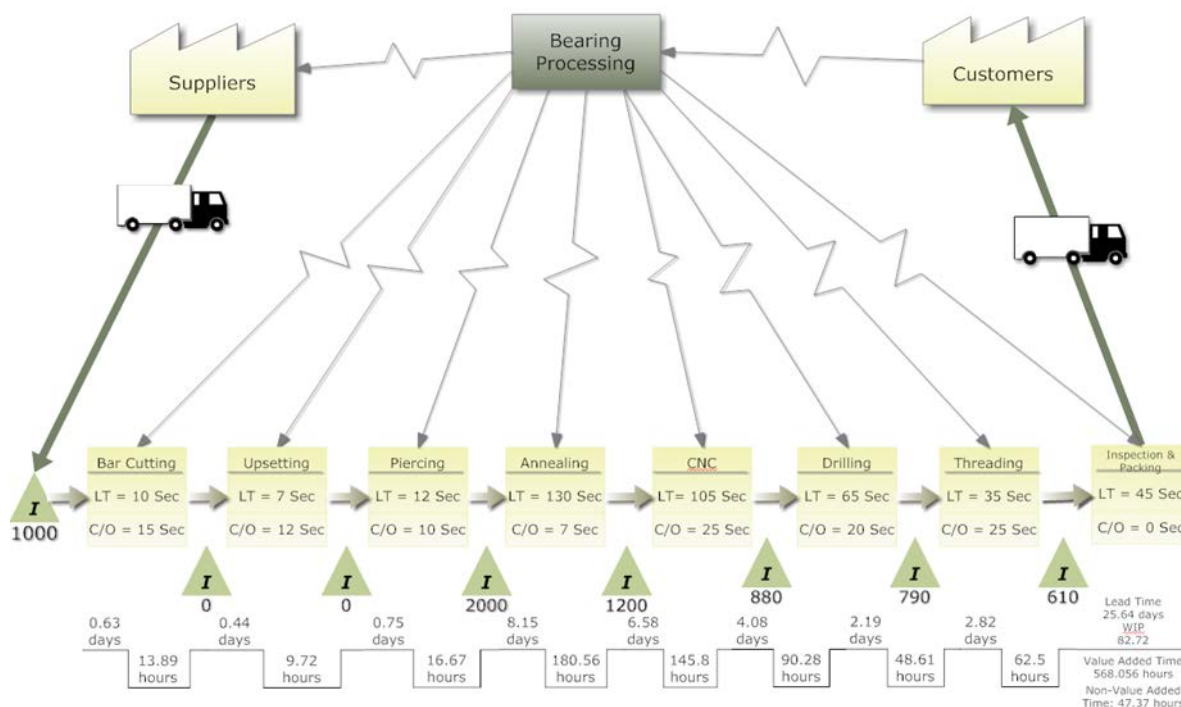 Suppliers
Bearing
Processing
Customers
Bar Cutting
LT = 10 Sec
C/O = 15 Sec
Upsetting
LT = 7 Sec
C/O = 12 Sec
Piercing
LT = 12 Sec
C/O = 10 Sec
Annealing
LT = 130 Sec
C/O = 7 Sec
CNC
LT= 105 Sec
C/O = 25 Sec
Drilling
LT = 65 Sec
C/O = 20 Sec
Threading
LT = 35 Sec
C/O = 25 Sec
Inspection &
Packing
LT = 45 Sec
C/O = 0 Sec
I
1000
I
0
I
0
I
2000
I
1200
I
880
I
790
I
610
0.63
days
0.44
days
0.75
days
8.15
days
6.58
days
4.08
days
2.19
days
2.82
days
13.89
hours
9.72
hours
16.67
hours
180.56
hours
145.8
hours
90.28
hours
48.61
hours
62.5
hours
Lead Time
25.64 days
WIP
82.72
Value Added Time
568.056 hours
Non-Value Added
Time: 47.37 hours